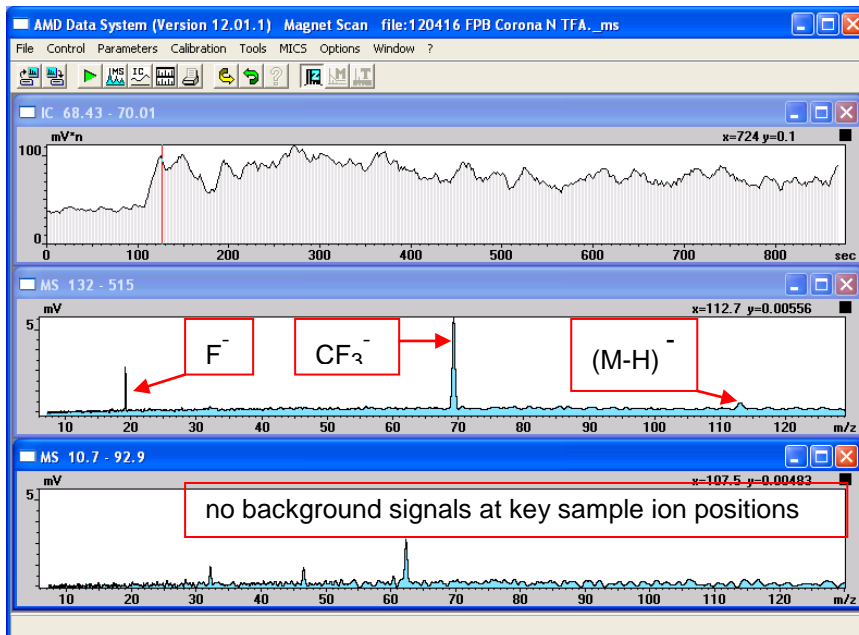 AMD Data System (Version 12.01.1) Magnet Scan file:120416 FPB Corona N TFA._ms
File Control Parameters Calibration Tools MICS Options Window ?
MS IC
M T
IC 68.43 - 70.01
mV*n x=724 y=0.1
100
0
0 100 200 300 400 500 600 700 800 sec
MS 132 - 515
mV x=112.7 y=0.00556
5
F⁻ CF₃⁻ (M-H)⁻
10 20 30 40 50 60 70 80 90 100 110 120 m/z
MS 10.7 - 92.9
mV x=107.5 y=0.00483
5
no background signals at key sample ion positions
10 20 30 40 50 60 70 80 90 100 110 120 m/z